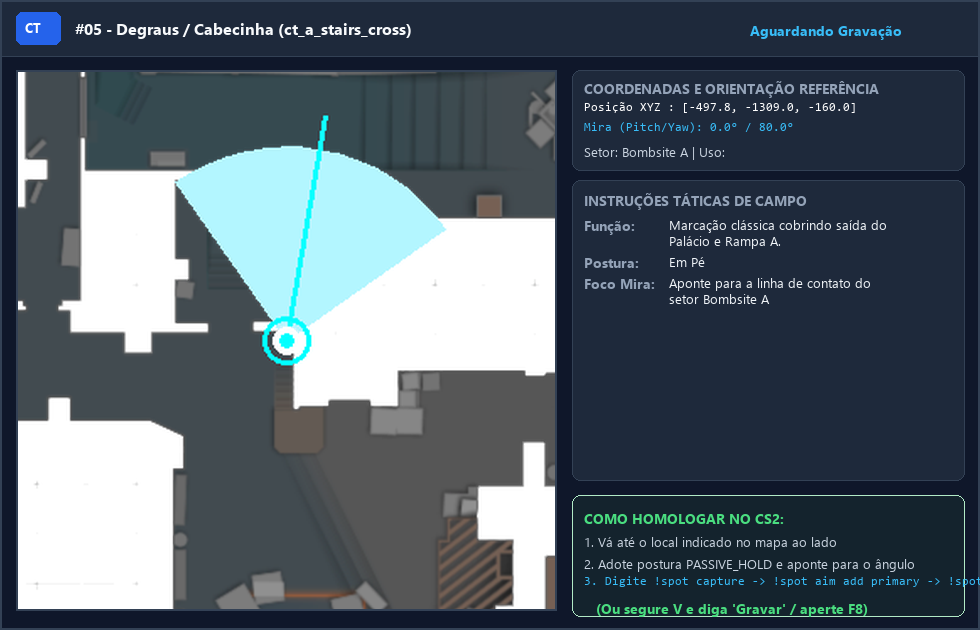 CT
#05 - Degraus / Cabecinha (ct_a_stairs_cross)
Aguardando Gravação
COORDENADAS E ORIENTAÇÃO REFERÊNCIA
Posição XYZ : [-497.8, -1309.0, -160.0]
Mira (Pitch/Yaw): 0.0° / 80.0°
Setor: Bombsite A | Uso:
INSTRUÇÕES TÁTICAS DE CAMPO
Função: Marcação clássica cobrindo saída do
Palácio e Rampa A.
Postura: Em Pé
Foco Mira: Aponte para a linha de contato do
setor Bombsite A
COMO HOMOLOGAR NO CS2:
1. Vá até o local indicado no mapa ao lado
2. Adote postura PASSIVE_HOLD e aponte para o ângulo
3. Digite !spot capture -> !spot aim add primary -> !spot
(Ou segure V e diga 'Gravar' / aperte F8)